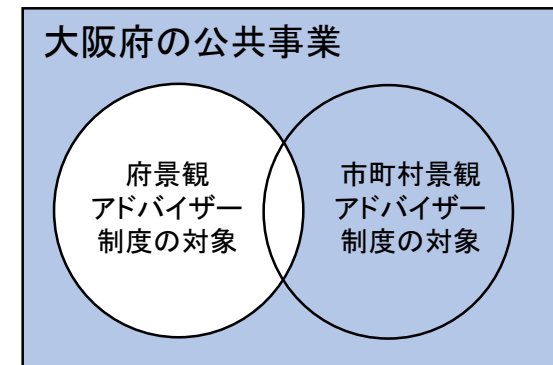 大阪府の公共事業
府景観
アドバイザー
制度の対象
市町村景観
アドバイザー
制度の対象